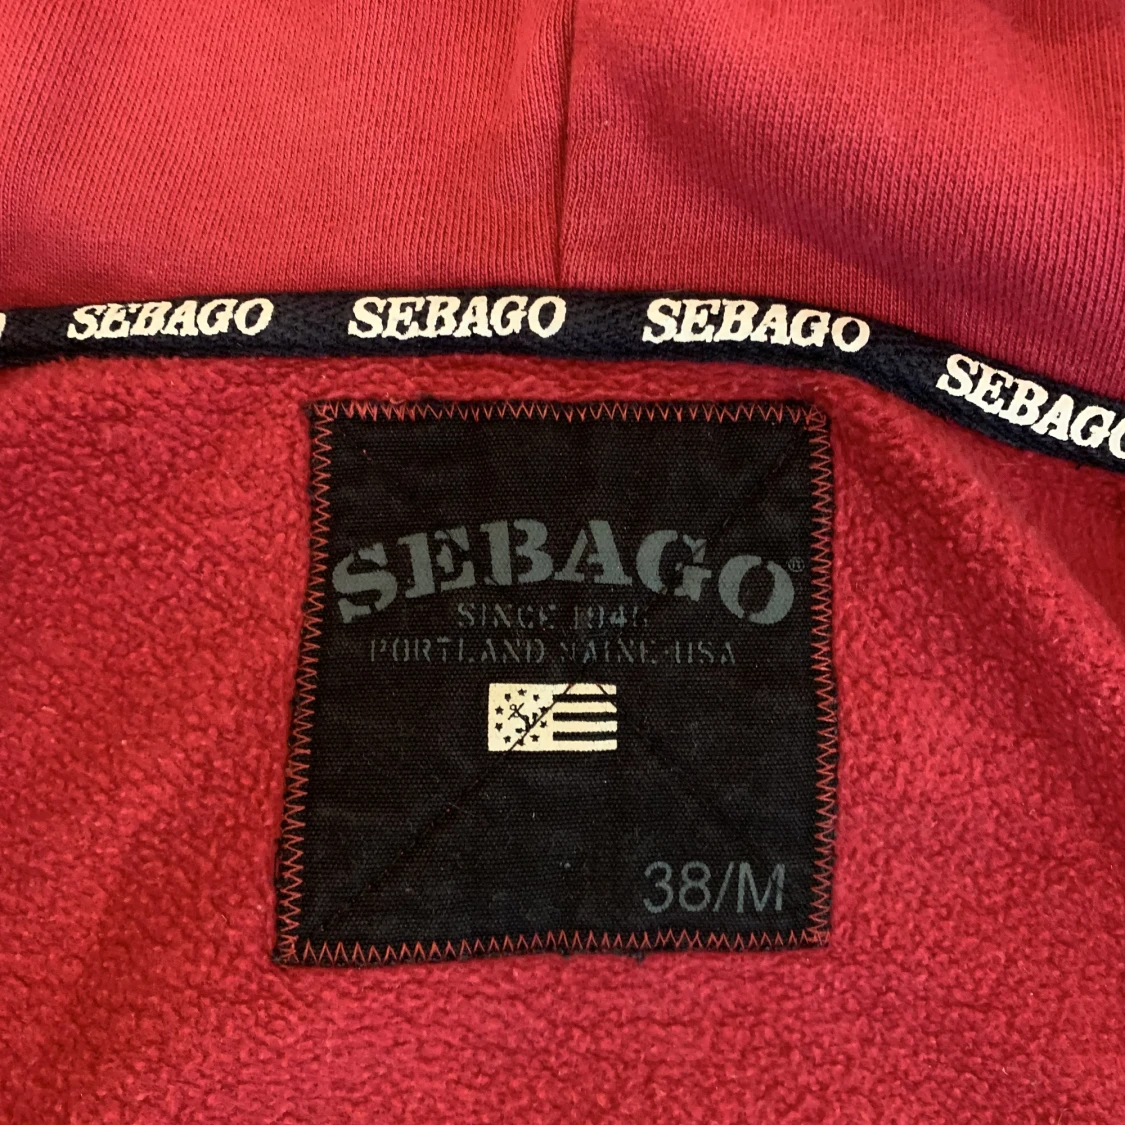 SEBAGO SEBAGO SEBAGO SEBAGO
SEBAGO®
SINCE 1946
PORTLAND MAINE USA
38/M